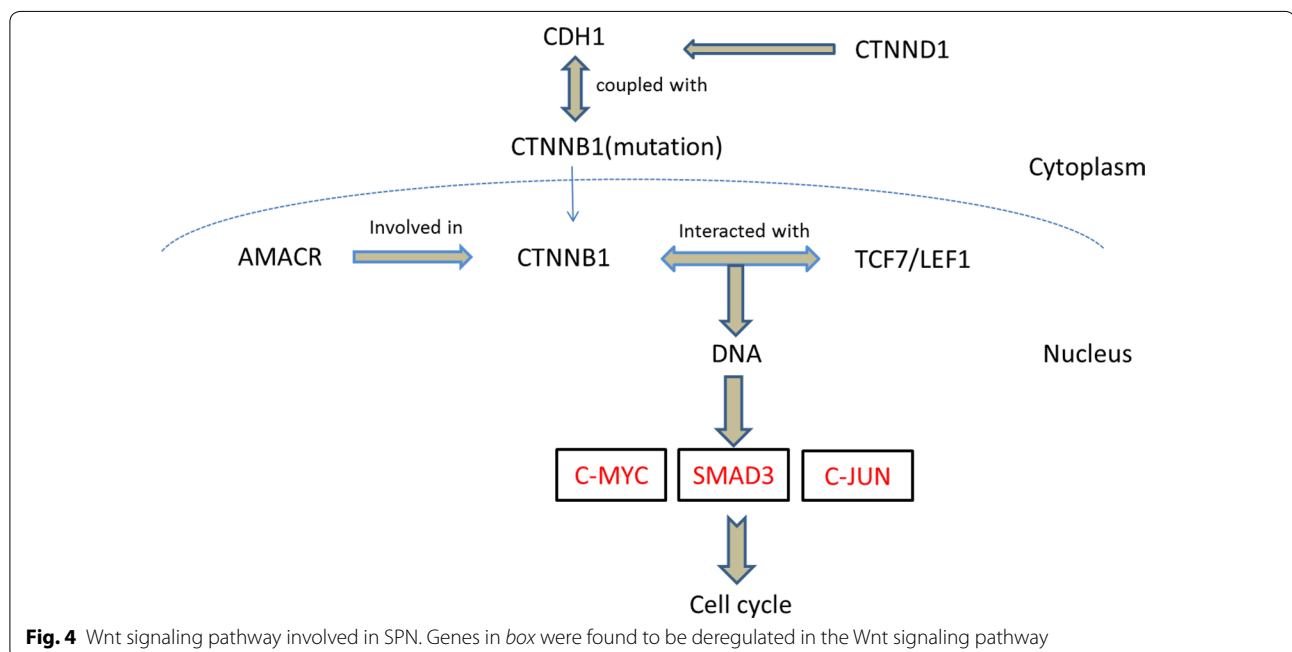 CDH1
CTNND1
coupled with
CTNNB1(mutation)
Cytoplasm
Involved in
Interacted with
AMACR
CTNNB1
TCF7/LEF1
DNA
Nucleus
C-MYC
SMAD3
C-JUN
Cell cycle
Fig. 4 Wnt signaling pathway involved in SPN. Genes in box were found to be deregulated in the Wnt signaling pathway